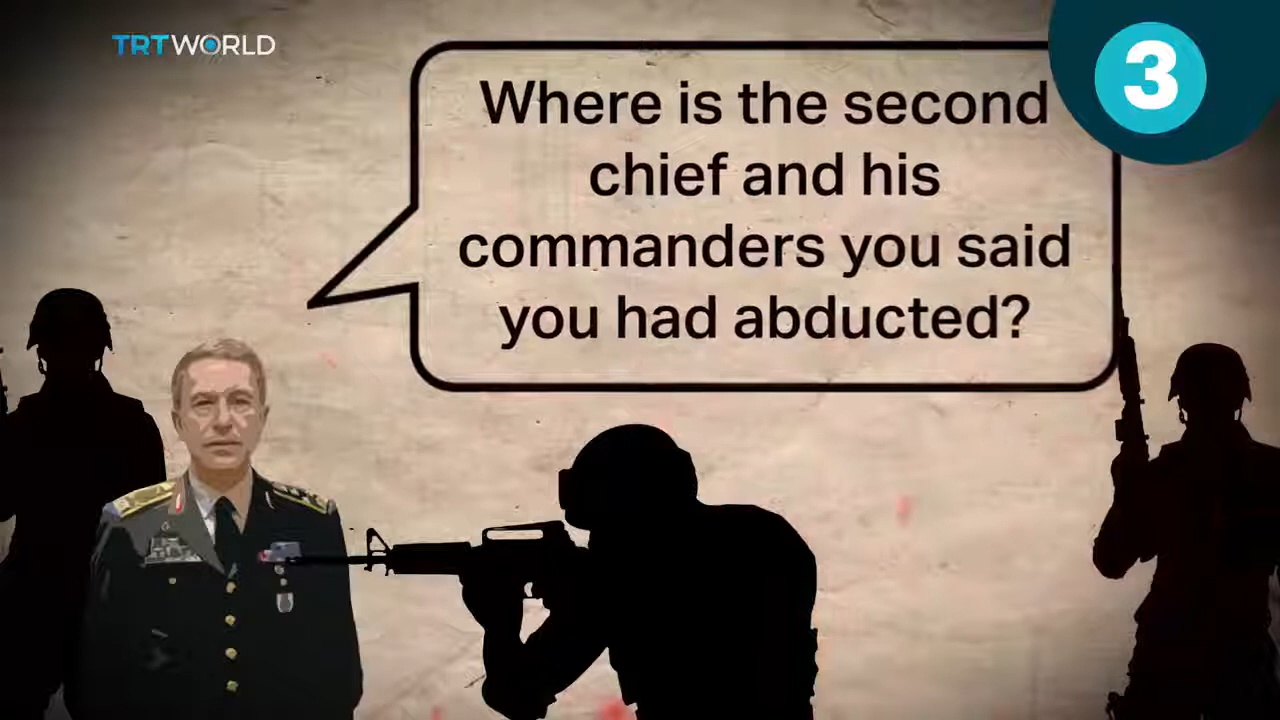 TRTWORLD
3
Where is the second
chief and his
commanders you said
you had abducted?